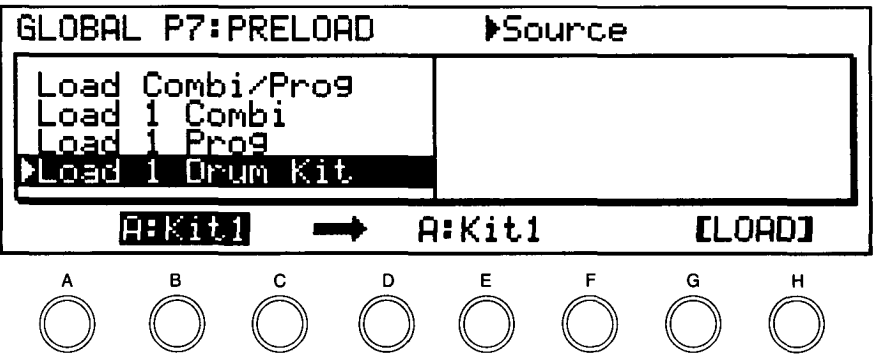 GLOBAL P7:PRELOAD ▶Source
Load Combi/Prog
Load 1 Combi
Load 1 Prog
▶Load 1 Drum Kit
A:Kit1 → A:Kit1 [LOAD]
A B C D E F G H